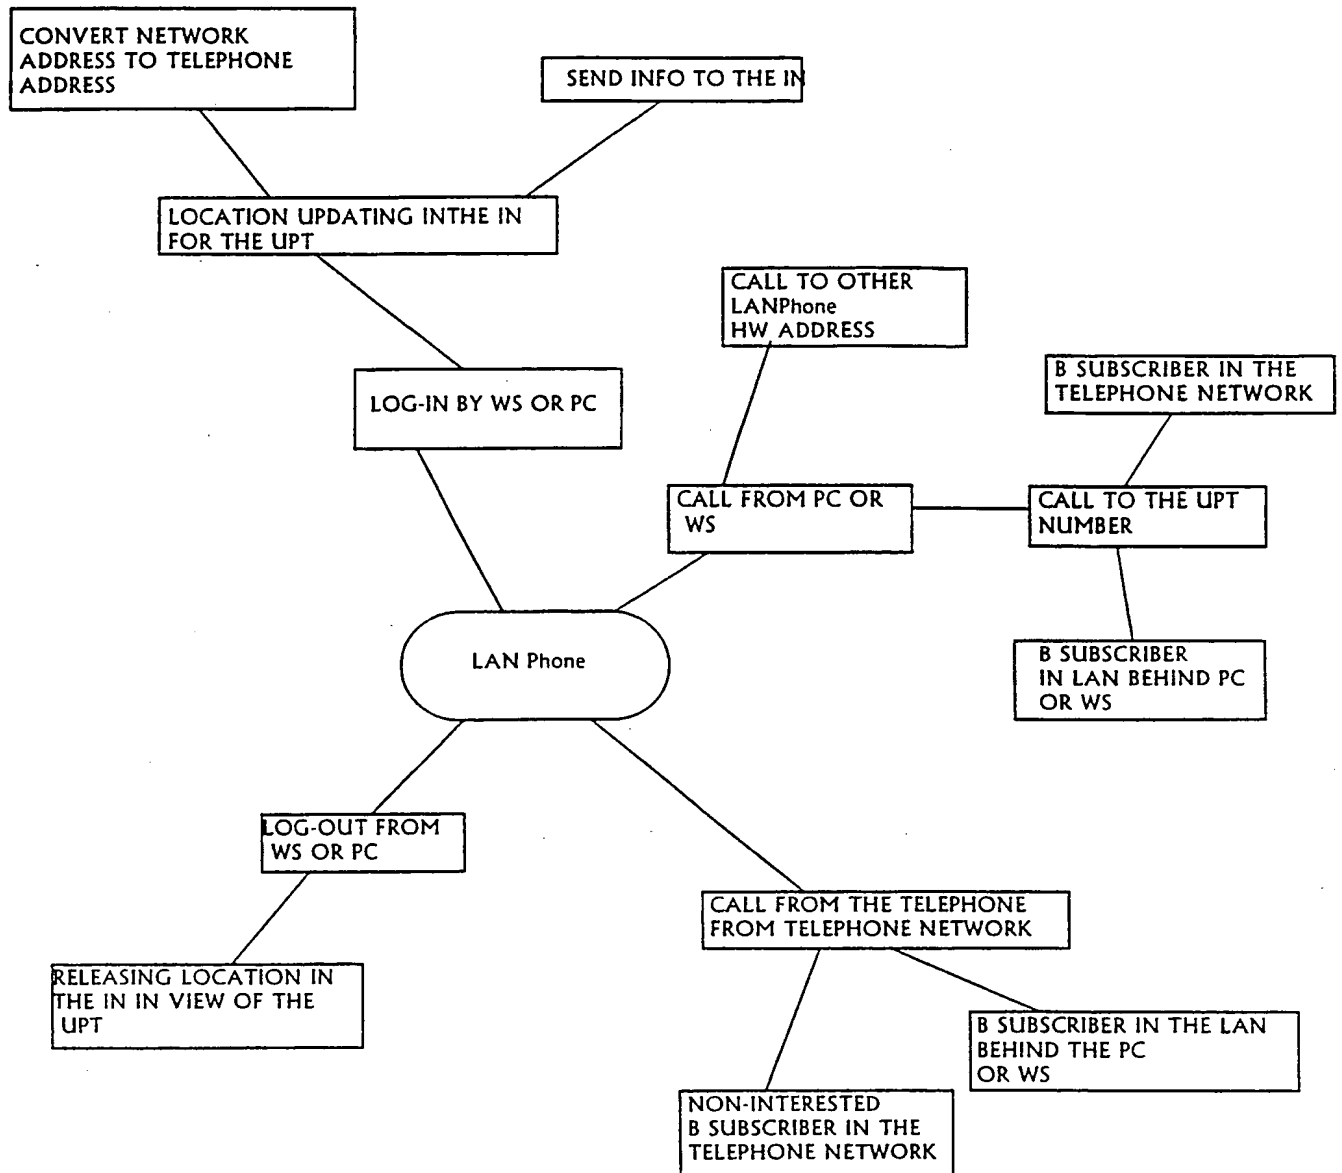 CONVERT NETWORK
ADDRESS TO TELEPHONE
ADDRESS
SEND INFO TO THE IN
LOCATION UPDATING INTHE IN
FOR THE UPT
CALL TO OTHER
LANPhone
HW ADDRESS
B SUBSCRIBER IN THE
TELEPHONE NETWORK
LOG-IN BY WS OR PC
CALL FROM PC OR
WS
CALL TO THE UPT
NUMBER
LAN Phone
B SUBSCRIBER
IN LAN BEHIND PC
OR WS
LOG-OUT FROM
WS OR PC
CALL FROM THE TELEPHONE
FROM TELEPHONE NETWORK
RELEASING LOCATION IN
THE IN IN VIEW OF THE
UPT
B SUBSCRIBER IN THE LAN
BEHIND THE PC
OR WS
NON-INTERESTED
B SUBSCRIBER IN THE
TELEPHONE NETWORK